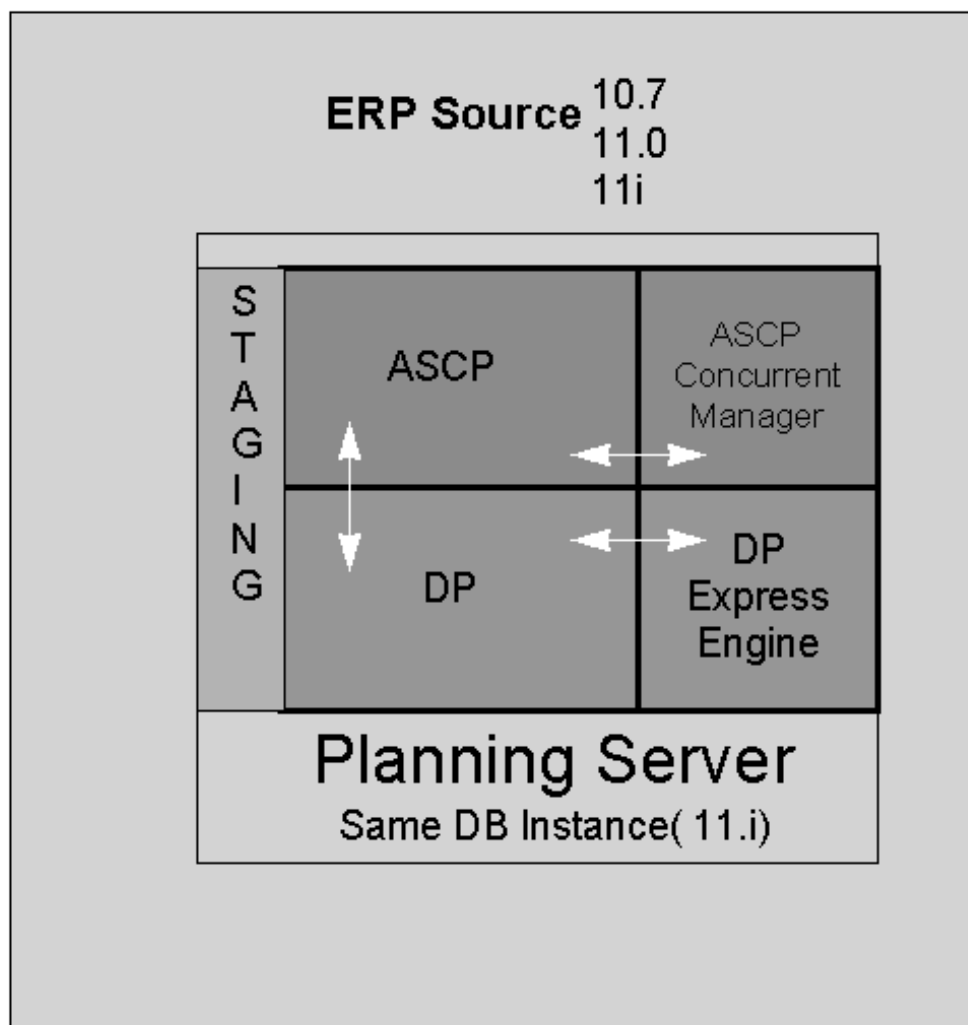 ERP Source 10.7
11.0
11i
STAGING
ASCP
ASCP
Concurrent
Manager
DP
DP
Express
Engine
Planning Server
Same DB Instance( 11.i)